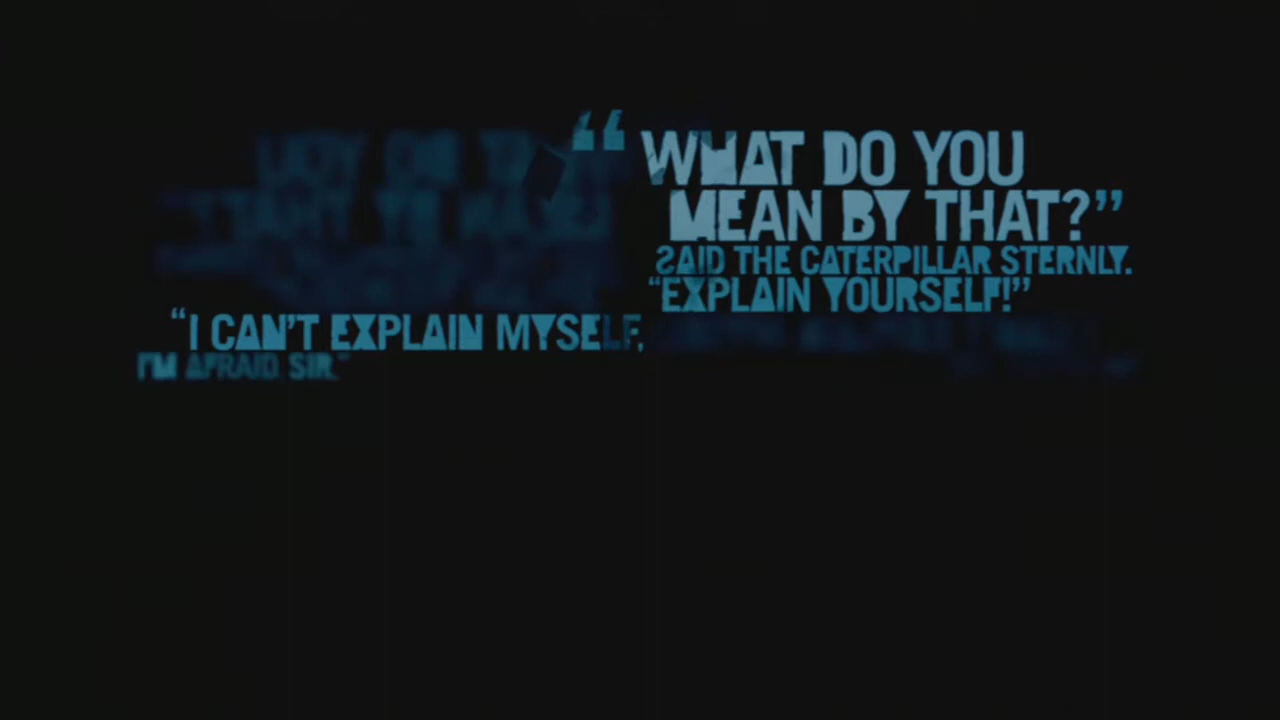 “WHAT DO YOU
MEAN BY THAT?”
SAID THE CATERPILLAR STERNLY.
“EXPLAIN YOURSELF!”
“I CAN’T EXPLAIN MYSELF,
I’M AFRAID, SIR.”